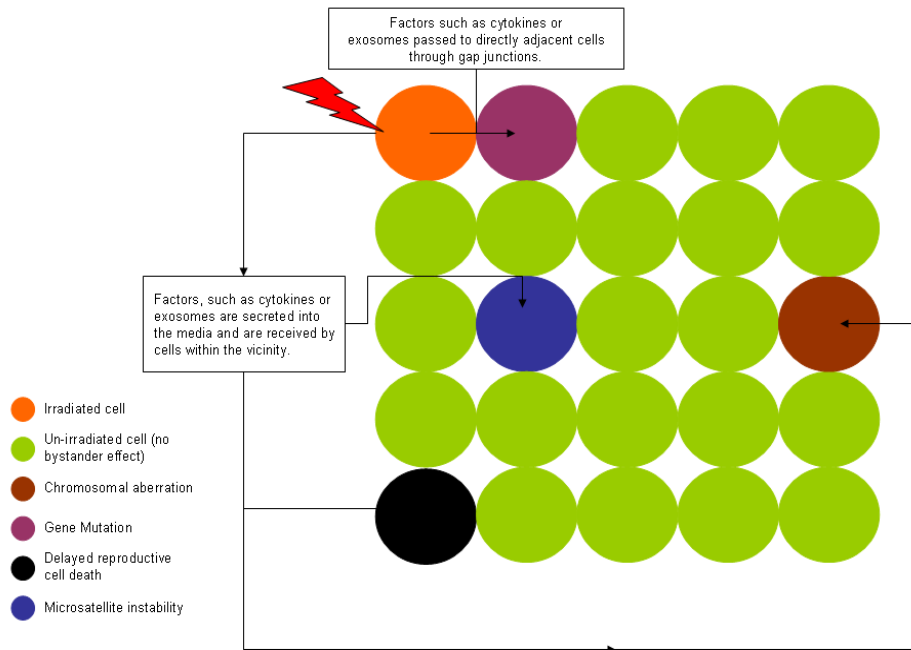 Factors such as cytokines or
exosomes passed to directly adjacent cells
through gap junctions.
Factors, such as cytokines or
exosomes are secreted into
the media and are received by
cells within the vicinity.
Irradiated cell
Un-irradiated cell (no
bystander effect)
Chromosomal aberration
Gene Mutation
Delayed reproductive
cell death
Microsatellite instability